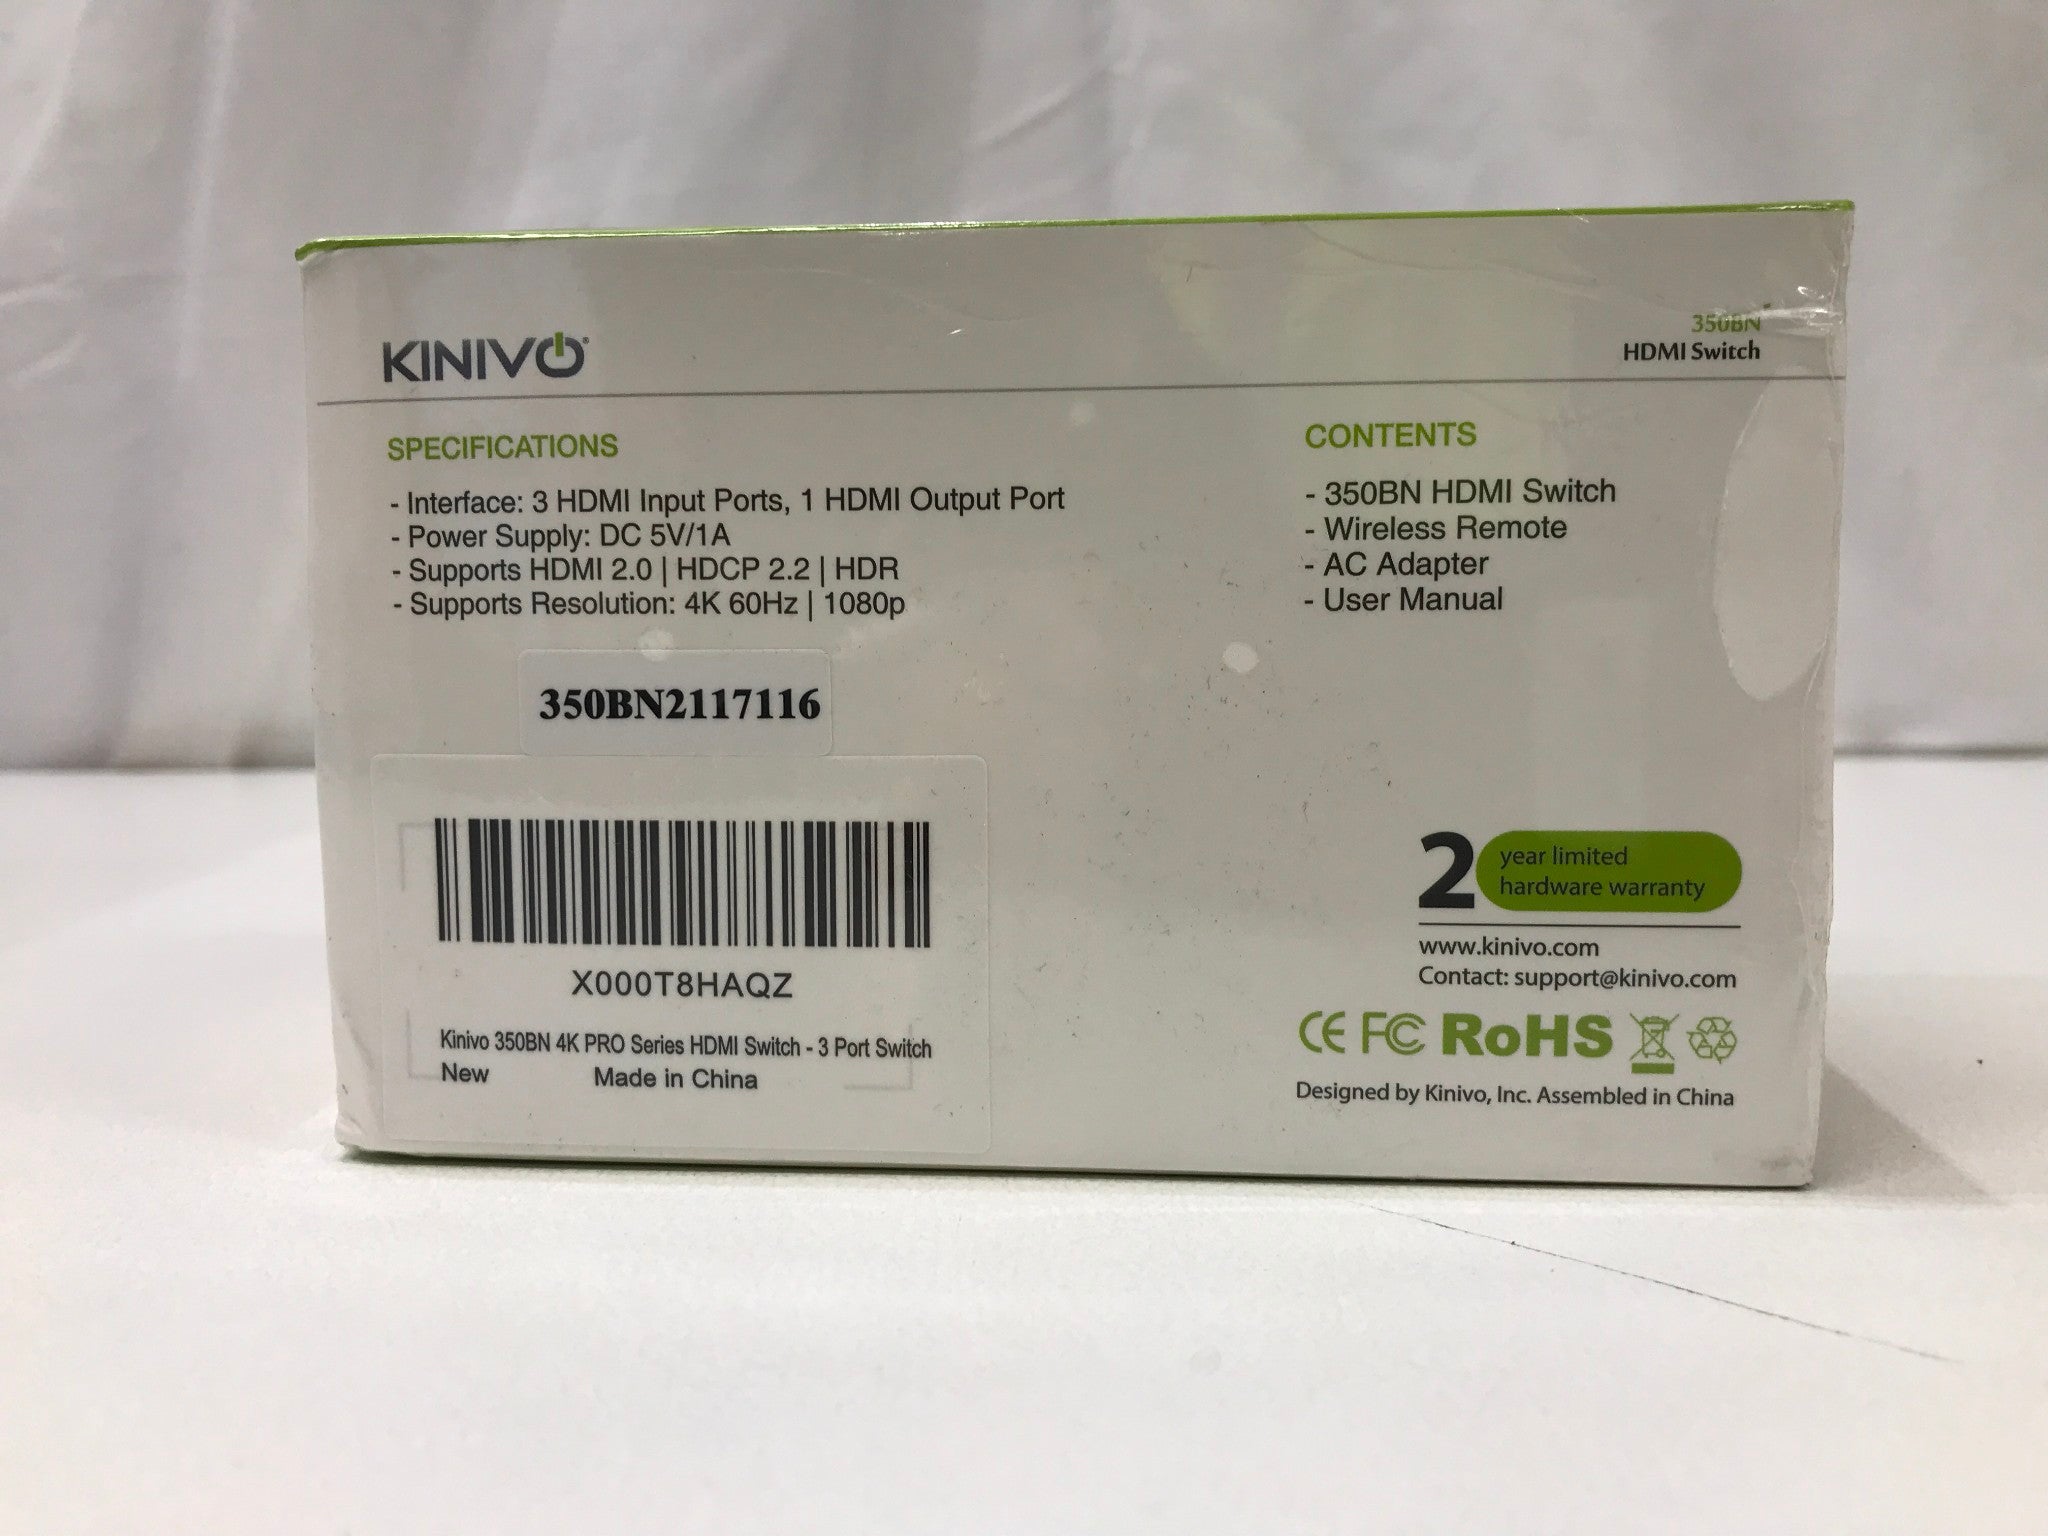 KINIVO
350BN
HDMI Switch
SPECIFICATIONS
- Interface: 3 HDMI Input Ports, 1 HDMI Output Port
- Power Supply: DC 5V/1A
- Supports HDMI 2.0 | HDCP 2.2 | HDR
- Supports Resolution: 4K 60Hz | 1080p
CONTENTS
- 350BN HDMI Switch
- Wireless Remote
- AC Adapter
- User Manual
350BN2117116
X000T8HAQZ
Kinivo 350BN 4K PRO Series HDMI Switch - 3 Port Switch
New Made in China
2 year limited
hardware warranty
www.kinivo.com
Contact: support@kinivo.com
CE FC RoHS
Designed by Kinivo, Inc. Assembled in China